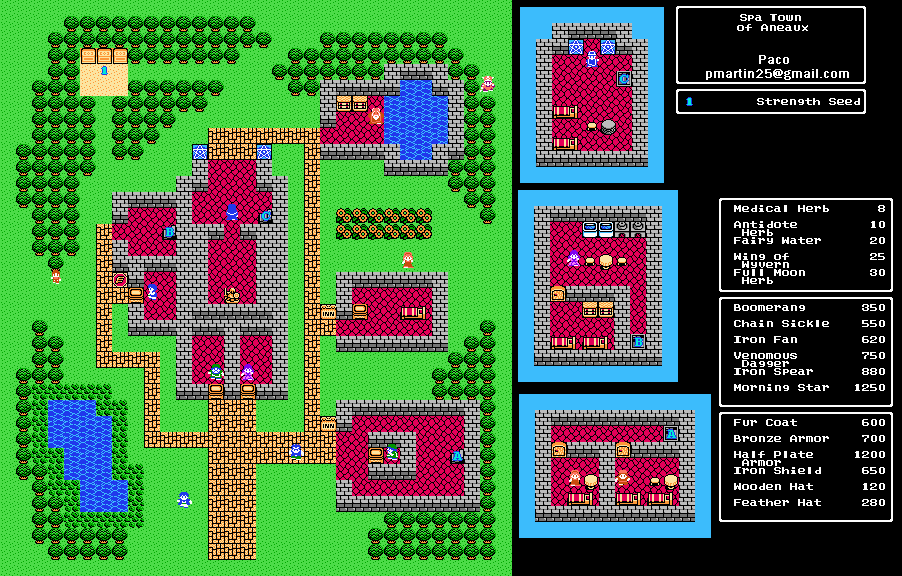 Spa Town
of Aneaux
Paco
pmartin25@gmail.com
1 Strength Seed
1
Medical Herb 8
Antidote Herb 10
Fairy Water 20
Wing of Wyvern 25
Full Moon Herb 30
Boomerang 350
Chain Sickle 550
Iron Fan 620
Venomous Dagger 750
Iron Spear 880
Morning Star 1250
Fur Coat 600
Bronze Armor 700
Half Plate Armor 1200
Iron Shield 650
Wooden Hat 120
Feather Hat 280
C
C
B
INN
INN
A
B
A